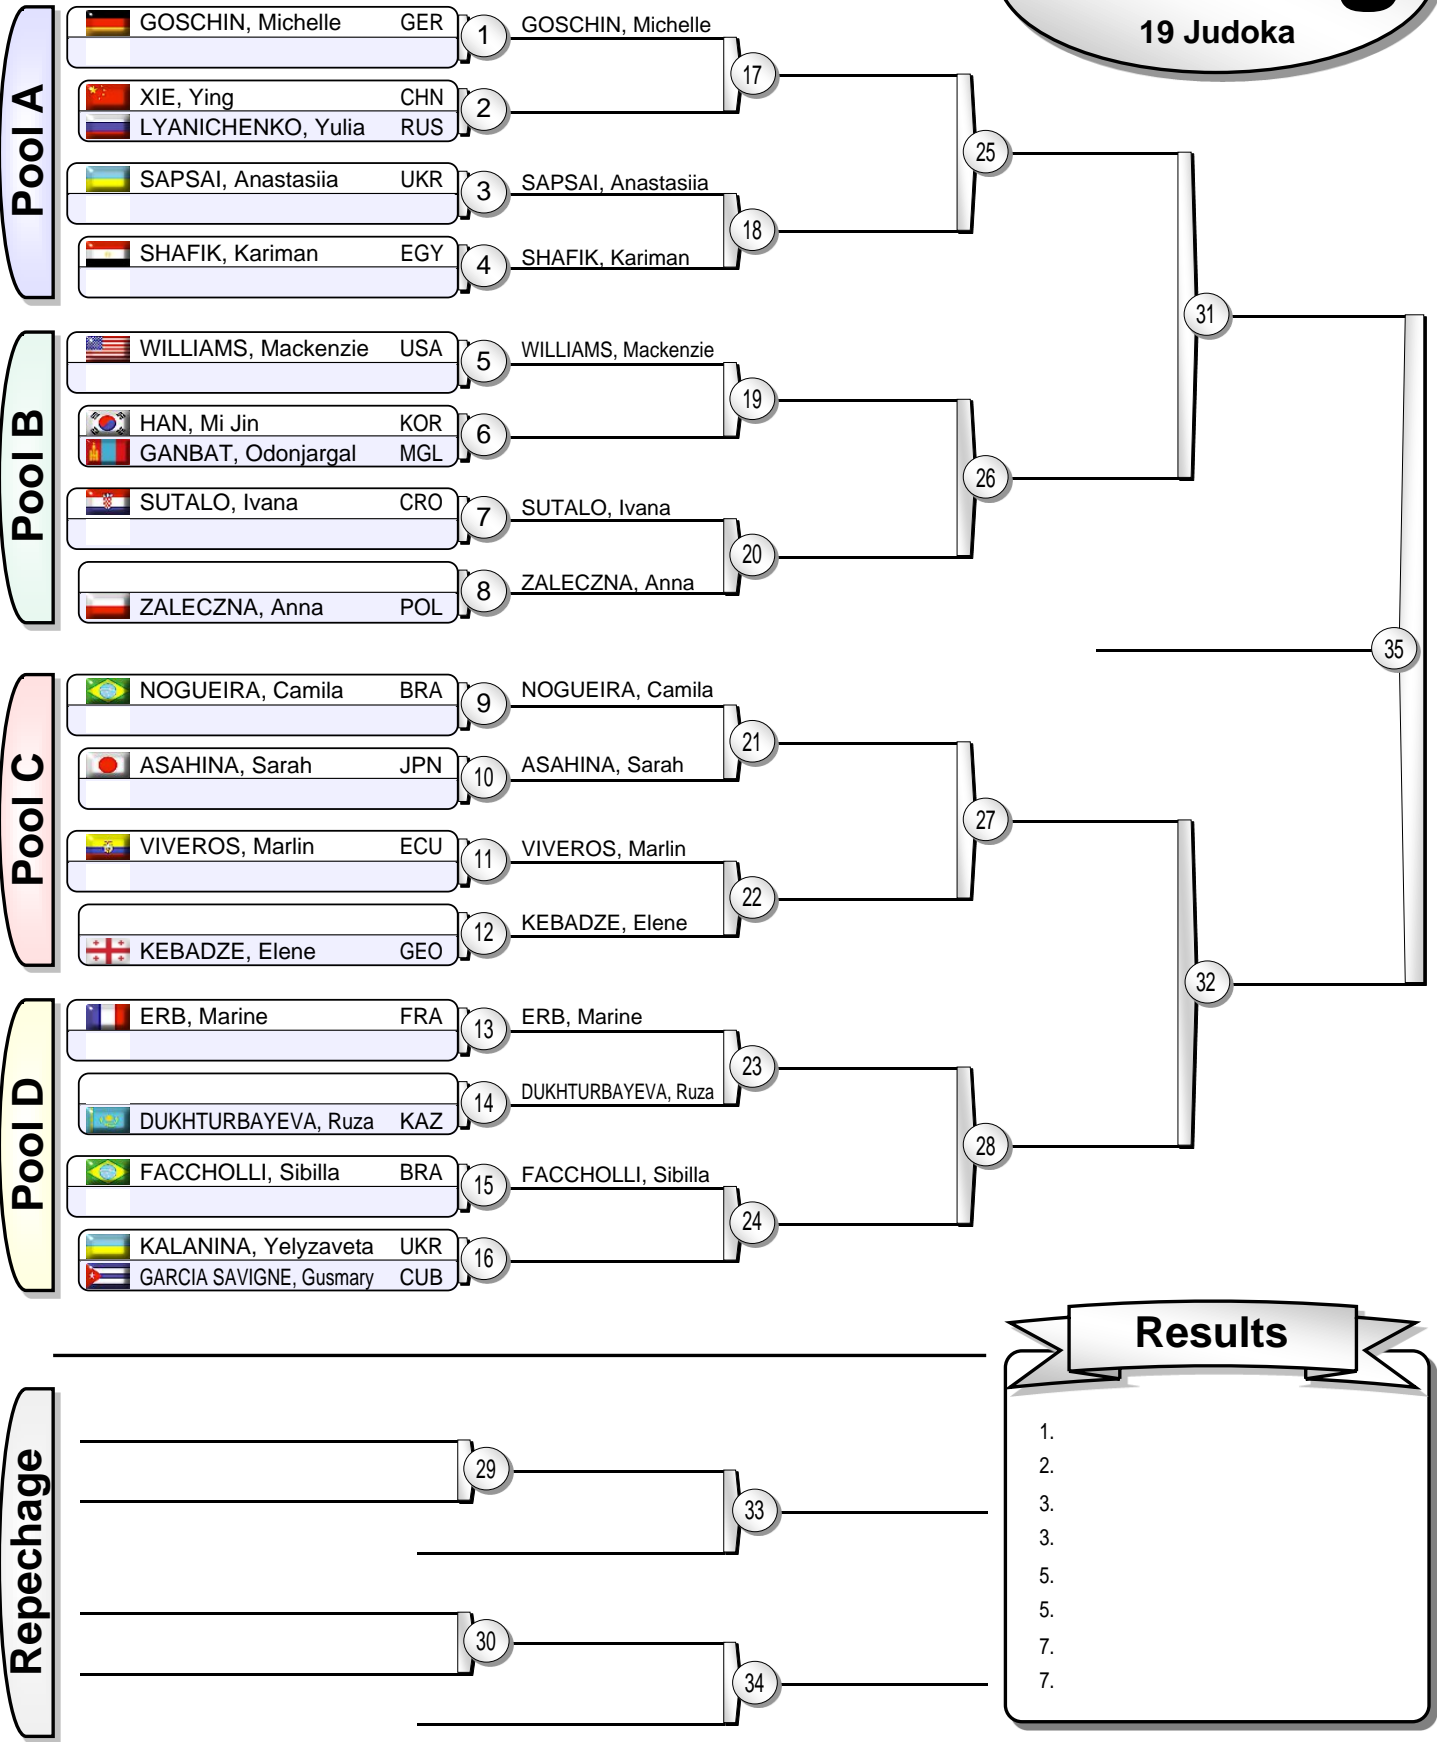 19 Judoka
Pool A
GOSCHIN, Michelle GER 1 GOSCHIN, Michelle
17
XIE, Ying CHN
2
LYANICHENKO, Yulia RUS
25
SAPSAI, Anastasiia UKR 3 SAPSAI, Anastasiia
18
SHAFIK, Kariman EGY 4 SHAFIK, Kariman
31
Pool B
WILLIAMS, Mackenzie USA 5 WILLIAMS, Mackenzie
19
HAN, Mi Jin KOR
6
GANBAT, Odonjargal MGL
26
SUTALO, Ivana CRO 7 SUTALO, Ivana
20
8 ZALECZNA, Anna
ZALECZNA, Anna POL
35
Pool C
NOGUEIRA, Camila BRA 9 NOGUEIRA, Camila
21
ASAHINA, Sarah JPN 10 ASAHINA, Sarah
27
VIVEROS, Marlin ECU 11 VIVEROS, Marlin
22
12 KEBADZE, Elene
KEBADZE, Elene GEO
32
Pool D
ERB, Marine FRA 13 ERB, Marine
23
14 DUKHTURBAYEVA, Ruza
DUKHTURBAYEVA, Ruza KAZ
28
FACCHOLLI, Sibilla BRA 15 FACCHOLLI, Sibilla
24
KALANINA, Yelyzaveta UKR
16
GARCIA SAVIGNE, Gusmary CUB
Repechage
29
33
30
34
Results
1.
2.
3.
3.
5.
5.
7.
7.